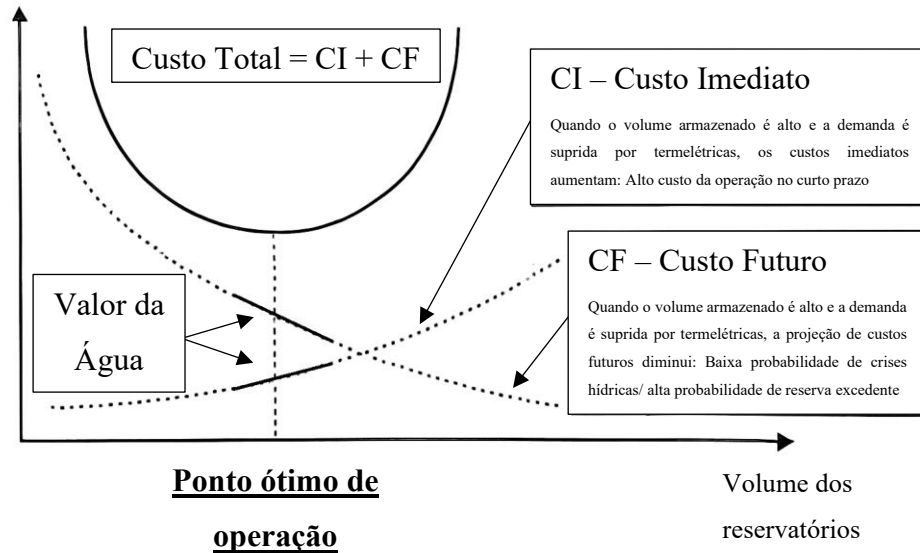 Custo Total = CI + CF
CI – Custo Imediato
Quando o volume armazenado é alto e a demanda é
suprida por termelétricas, os custos imediatos
aumentam: Alto custo da operação no curto prazo
CF – Custo Futuro
Quando o volume armazenado é alto e a demanda
é suprida por termelétricas, a projeção de custos
futuros diminui: Baixa probabilidade de crises
hídricas/ alta probabilidade de reserva excedente
Valor da
Água
Ponto ótimo de
operação
Volume dos
reservatórios